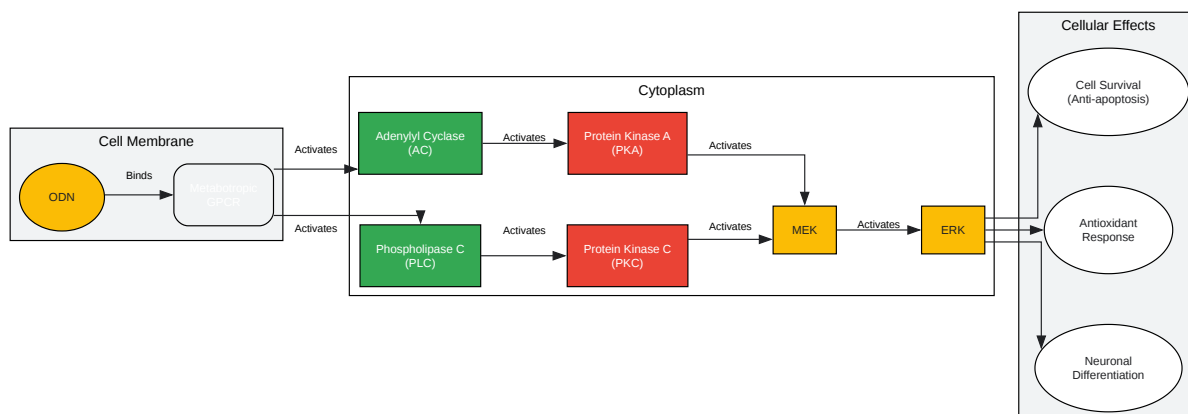 Cell Membrane
ODN
Binds
Metabotropic
GPCR
Activates
Activates
Cytoplasm
Adenylyl Cyclase
(AC)
Activates
Protein Kinase A
(PKA)
Activates
Phospholipase C
(PLC)
Activates
Protein Kinase C
(PKC)
Activates
MEK
Activates
ERK
Cellular Effects
Cell Survival
(Anti-apoptosis)
Antioxidant
Response
Neuronal
Differentiation